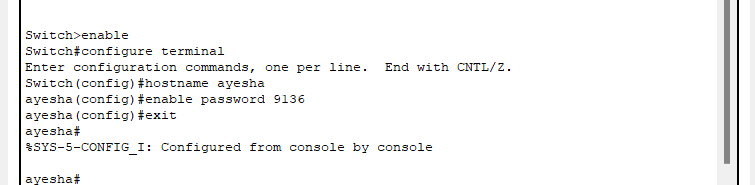 Switch>enable
Switch#configure terminal
Enter configuration commands, one per line.  End with CNTL/Z.
Switch(config)#hostname ayesha
ayesha(config)#enable password 9136
ayesha(config)#exit
ayesha#
%SYS-5-CONFIG_I: Configured from console by console
ayesha#